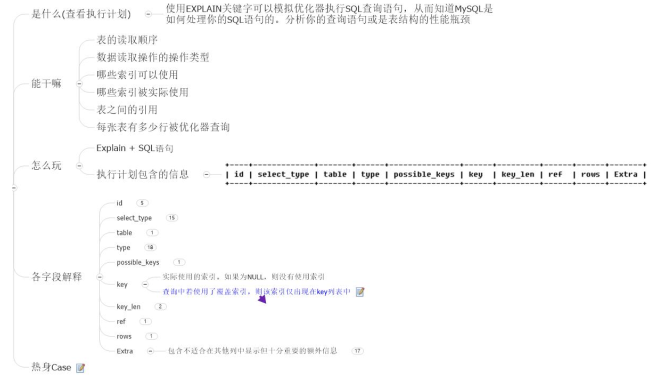 是什么(查看执行计划)
使用EXPLAIN关键字可以模拟优化器执行SQL查询语句，从而知道MySQL是
如何处理你的SQL语句的。分析你的查询语句或是表结构的性能瓶颈
能干嘛
表的读取顺序
数据读取操作的操作类型
哪些索引可以使用
哪些索引被实际使用
表之间的引用
每张表有多少行被优化器查询
怎么玩
Explain + SQL语句
执行计划包含的信息
| id | select_type | table | type | possible_keys | key | key_len | ref | rows | Extra |
各字段解释
id 5
select_type 15
table 1
type 18
possible_keys 1
key
实际使用的索引。如果为NULL，则没有使用索引
查询中若使用了覆盖索引，则该索引仅出现在key列表中
key_len 2
ref 1
rows 1
Extra
包含不适合在其他列中显示但十分重要的额外信息 17
热身Case